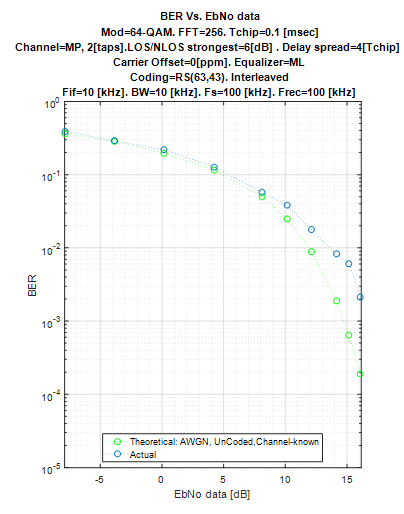 BER Vs. EbNo data
Mod=64-QAM. FFT=256. Tchip=0.1 [msec]
Channel=MP, 2[taps].LOS/NLOS strongest=6[dB] . Delay spread=4[Tchip]
Carrier Offset=0[ppm]. Equalizer=ML
Coding=RS(63,43). Interleaved
Fif=10 [kHz]. BW=10 [kHz]. Fs=100 [kHz]. Frec=100 [kHz]
10^0
10^-1
10^-2
10^-3
10^-4
10^-5
BER
Theoretical: AWGN, UnCoded,Channel-known
Actual
-5 0 5 10 15
EbNo data [dB]